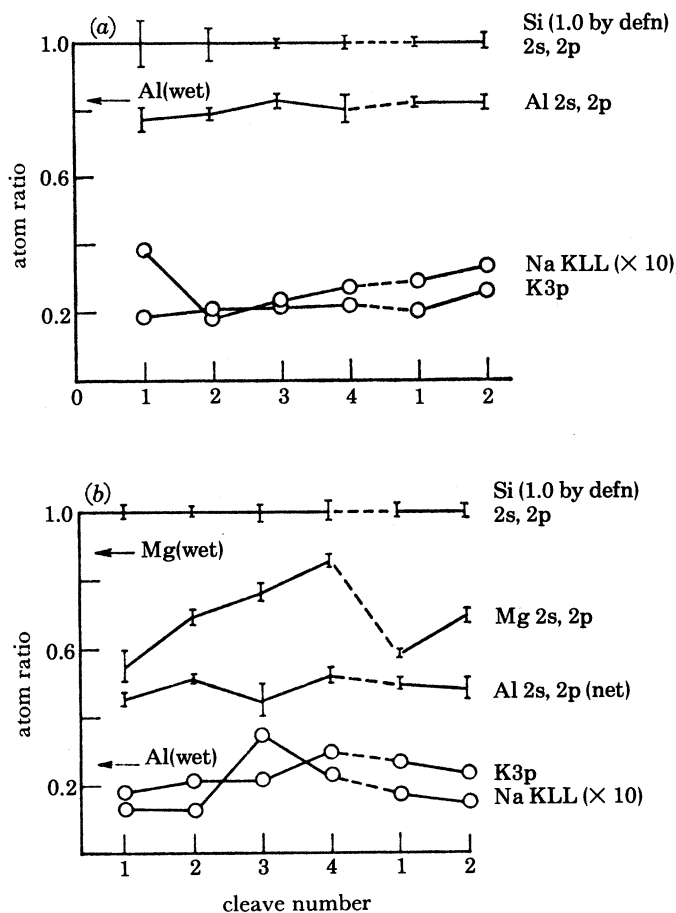 (a)
Si (1.0 by defn)
2s, 2p
1.0
Al(wet)
Al 2s, 2p
0.6
atom ratio
Na KLL (× 10)
K3p
0.2
0 1 2 3 4 1 2
(b)
Si (1.0 by defn)
2s, 2p
1.0
Mg(wet)
Mg 2s, 2p
0.6
atom ratio
Al 2s, 2p (net)
Al(wet)
K3p
0.2
Na KLL (× 10)
1 2 3 4 1 2
cleave number